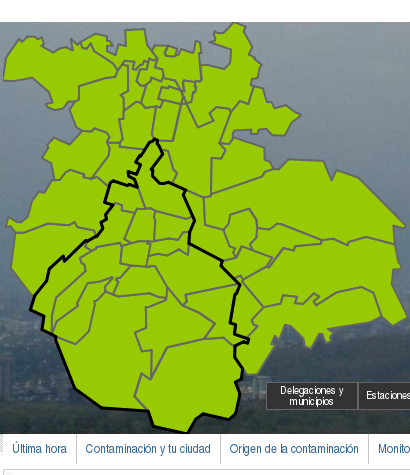 Delegaciones y
municipios
Estaciones
Última hora
Contaminación y tu ciudad
Origen de la contaminación
Monito